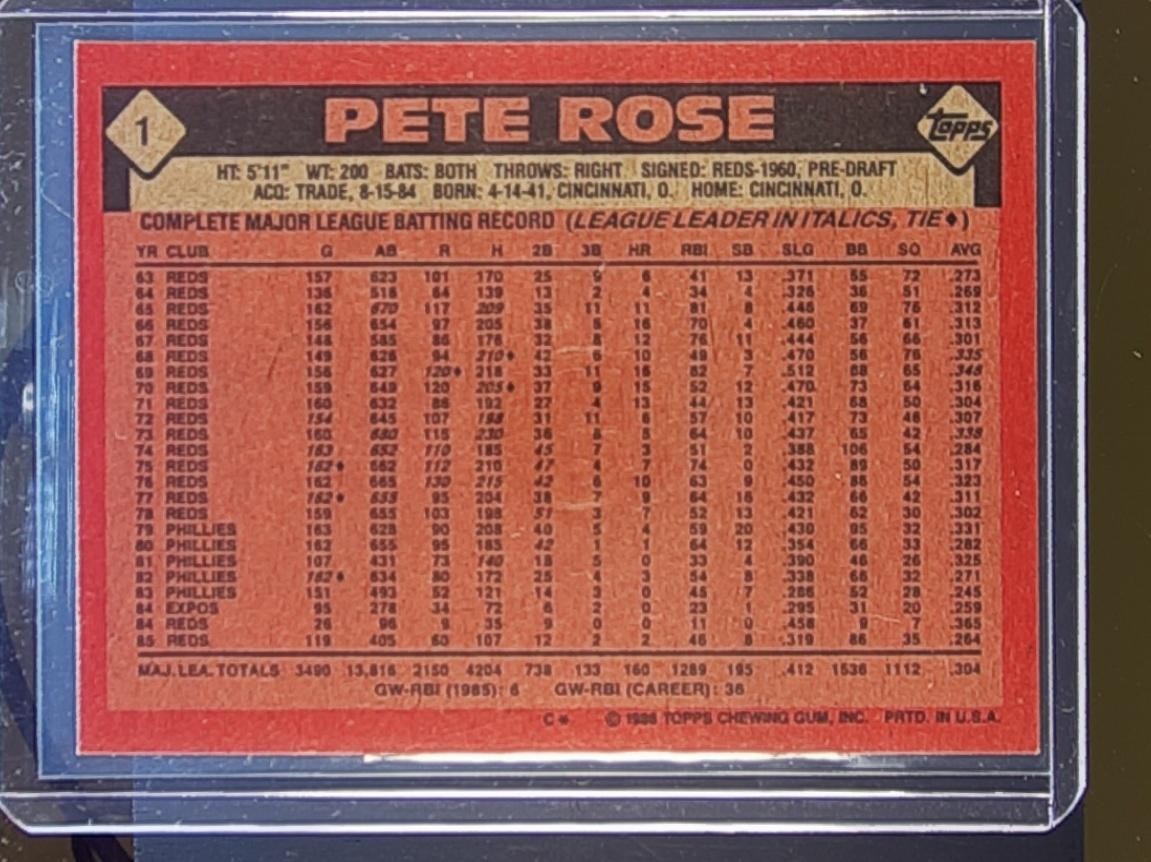 1 PETE ROSE topps
HT: 5'11" WT: 200 BATS: BOTH THROWS: RIGHT SIGNED: REDS-1960, PRE-DRAFT
ACQ: TRADE, 8-15-84 BORN: 4-14-41, CINCINNATI, O. HOME: CINCINNATI, O.
COMPLETE MAJOR LEAGUE BATTING RECORD (LEAGUE LEADER IN ITALICS, TIE♦)
YR CLUB G AB R H 2B 3B HR RBI SB SLG BB SO AVG
63 REDS 157 623 101 170 25 9 6 41 13 .371 55 72 .273
64 REDS 136 516 64 139 13 2 4 34 4 .326 36 51 .269
65 REDS 162 670 117 209 35 11 11 81 8 .446 69 76 .312
66 REDS 156 654 97 205 38 5 16 70 4 .460 37 61 .313
67 REDS 148 585 86 176 32 8 12 76 11 .444 56 66 .301
68 REDS 149 626 94 210♦ 42 6 10 49 3 .470 56 76 .335
69 REDS 156 627 120♦ 218 33 11 16 82 7 .512 88 65 .348
70 REDS 159 649 120 205♦ 37 9 15 52 12 .470 73 64 .316
71 REDS 160 632 86 192 27 4 13 44 13 .421 68 50 .304
72 REDS 154 645 107 198 31 11 6 57 10 .417 73 46 .307
73 REDS 160 680 115 230 36 8 5 64 10 .437 65 42 .338
74 REDS 163 652 110 185 45 7 3 51 2 .388 106 54 .284
75 REDS 162♦ 662 112 210 47 4 7 74 0 .432 89 50 .317
76 REDS 162 665 130 215 42 6 10 63 9 .450 86 54 .323
77 REDS 162♦ 655 95 204 38 7 9 64 16 .432 66 42 .311
78 REDS 159 655 103 198 51 3 7 52 13 .421 62 30 .302
79 PHILLIES 163 628 90 208 40 5 4 59 20 .430 95 32 .331
80 PHILLIES 162 655 95 185 42 1 1 64 12 .354 66 33 .282
81 PHILLIES 107 431 73 140 18 5 0 33 4 .390 46 26 .325
82 PHILLIES 162♦ 634 80 172 25 4 3 54 8 .338 66 32 .271
83 PHILLIES 151 493 52 121 14 3 0 45 7 .286 52 28 .245
84 EXPOS 95 278 34 72 6 2 0 23 1 .295 31 20 .259
84 REDS 26 96 9 35 9 0 0 11 0 .458 9 7 .365
85 REDS 119 405 60 107 12 2 2 46 8 .319 86 35 .264
MAJ. LEA. TOTALS 3490 13,816 2150 4204 738 133 160 1289 195 .412 1536 1112 .304
GW-RBI (1985): 6 GW-RBI (CAREER): 36
C* © 1986 TOPPS CHEWING GUM, INC. PRTD. IN U.S.A.